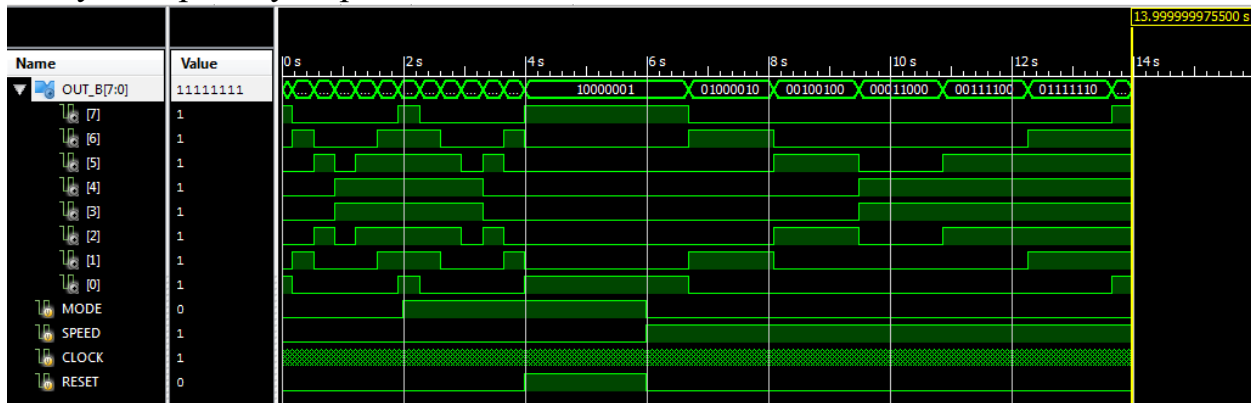 13.999999975500 s
Name Value 0 s 2 s 4 s 6 s 8 s 10 s 12 s 14 s
OUT_B[7:0] 11111111 ... ... ... ... ... ... ... 10000001 01000010 00100100 00011000 00111100 01111110 ...
[7] 1
[6] 1
[5] 1
[4] 1
[3] 1
[2] 1
[1] 1
[0] 1
MODE 0
SPEED 1
CLOCK 1
RESET 0